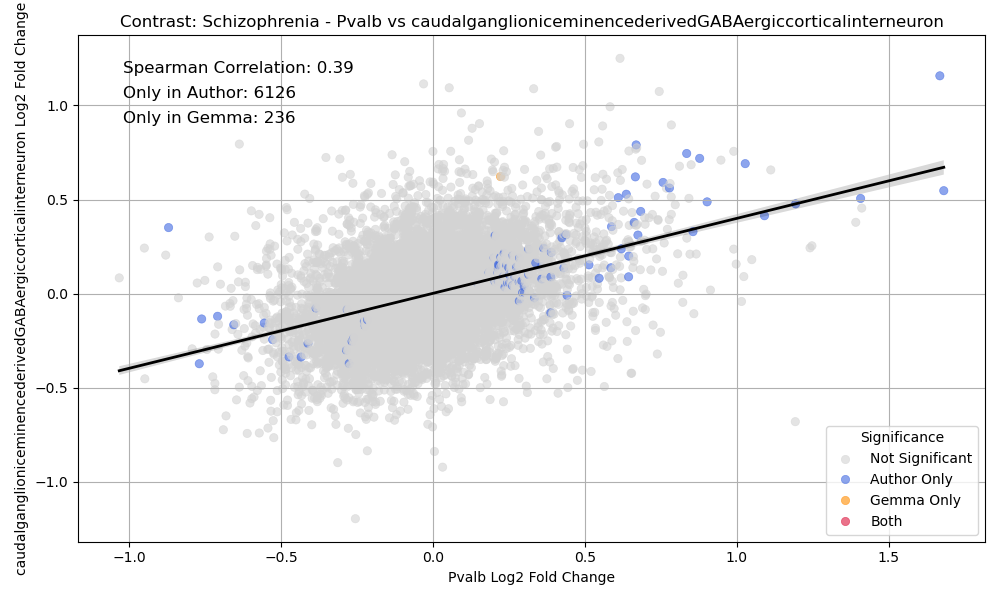 Contrast: Schizophrenia - Pvalb vs caudalganglioniceminencederivedGABAergiccorticalinterneuron
caudalganglioniceminencederivedGABAergiccorticalinterneuron Log2 Fold Change
Spearman Correlation: 0.39
Only in Author: 6126
Only in Gemma: 236
1.0
0.5
0.0
−0.5
−1.0
Significance
Not Significant
Author Only
Gemma Only
Both
−1.0 −0.5 0.0 0.5 1.0 1.5
Pvalb Log2 Fold Change